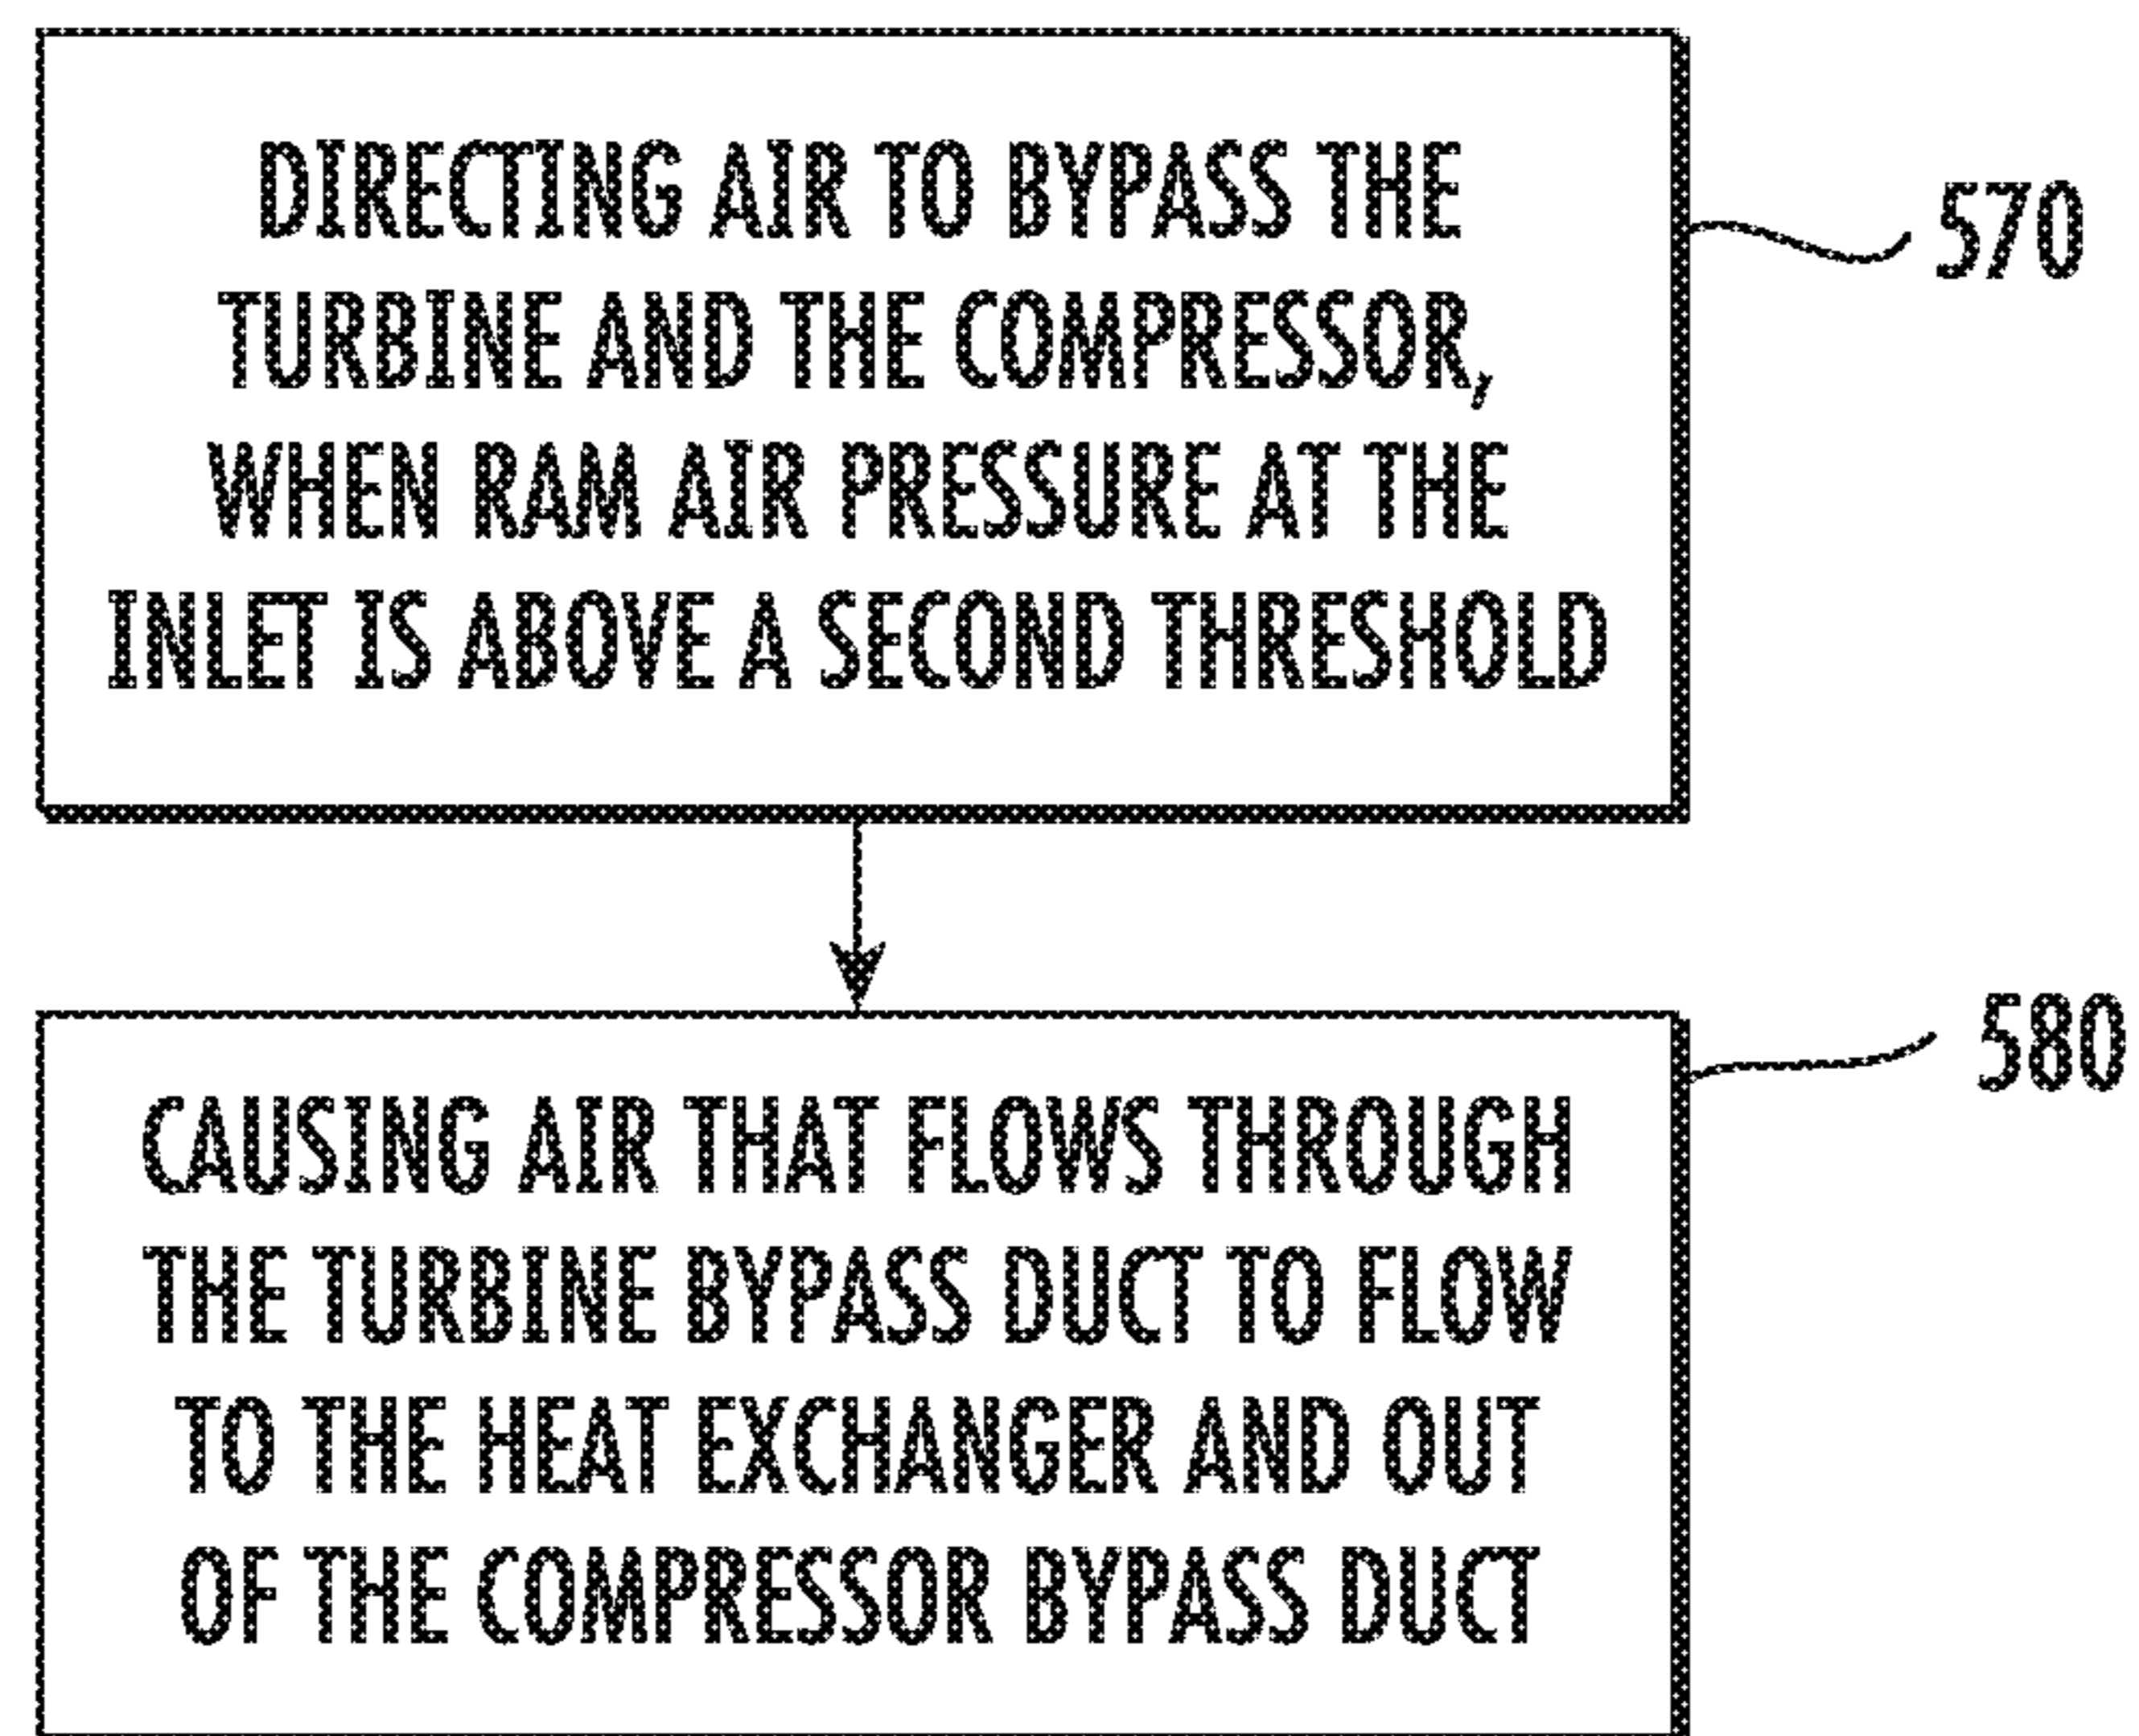 DIRECTING AIR TO BYPASS THE
TURBINE AND THE COMPRESSOR,
WHEN RAM AIR PRESSURE AT THE
INLET IS ABOVE A SECOND THRESHOLD
570
580
CAUSING AIR THAT FLOWS THROUGH
THE TURBINE BYPASS DUCT TO FLOW
TO THE HEAT EXCHANGER AND OUT
OF THE COMPRESSOR BYPASS DUCT